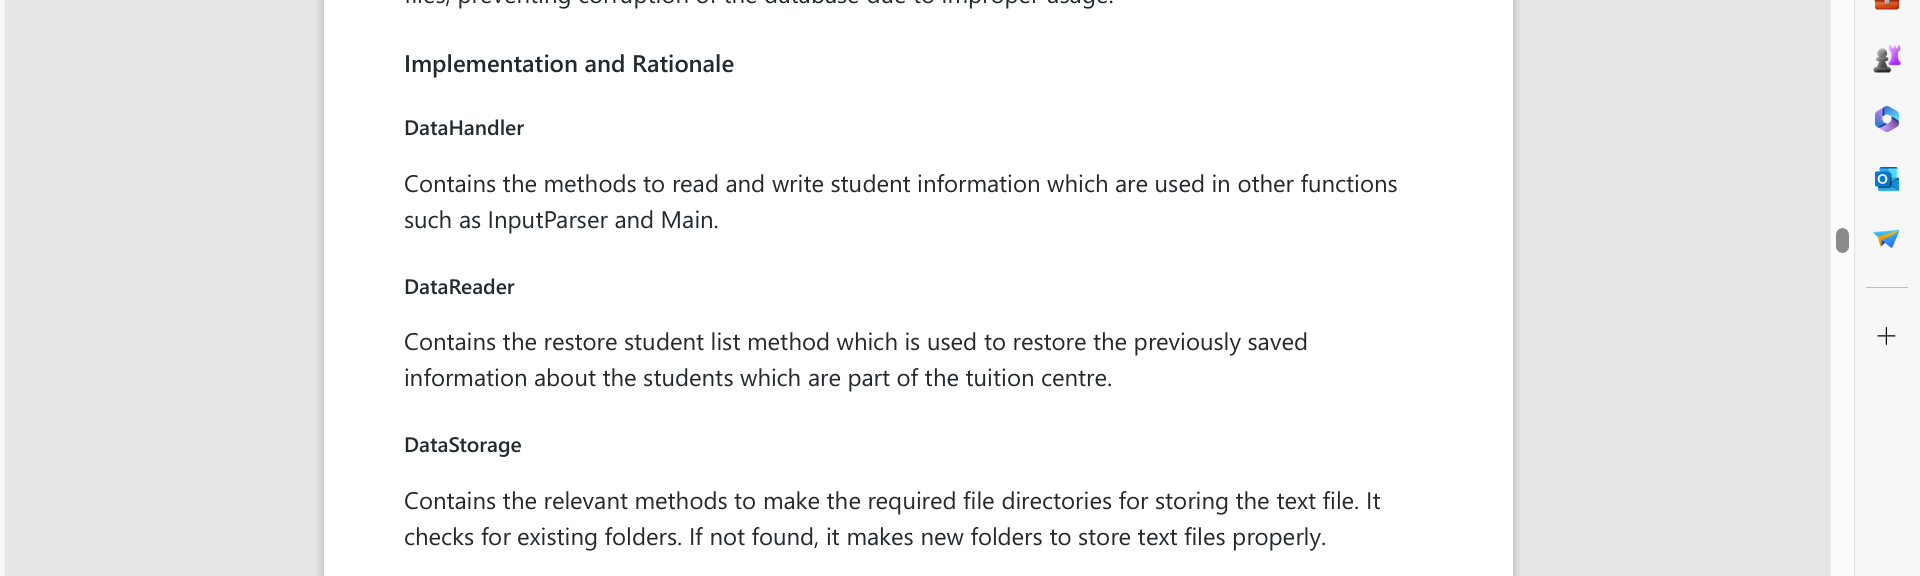 files, preventing corruption of the database due to improper usage.
Implementation and Rationale
DataHandler
Contains the methods to read and write student information which are used in other functions
such as InputParser and Main.
DataReader
Contains the restore student list method which is used to restore the previously saved
information about the students which are part of the tuition centre.
DataStorage
Contains the relevant methods to make the required file directories for storing the text file. It
checks for existing folders. If not found, it makes new folders to store text files properly.